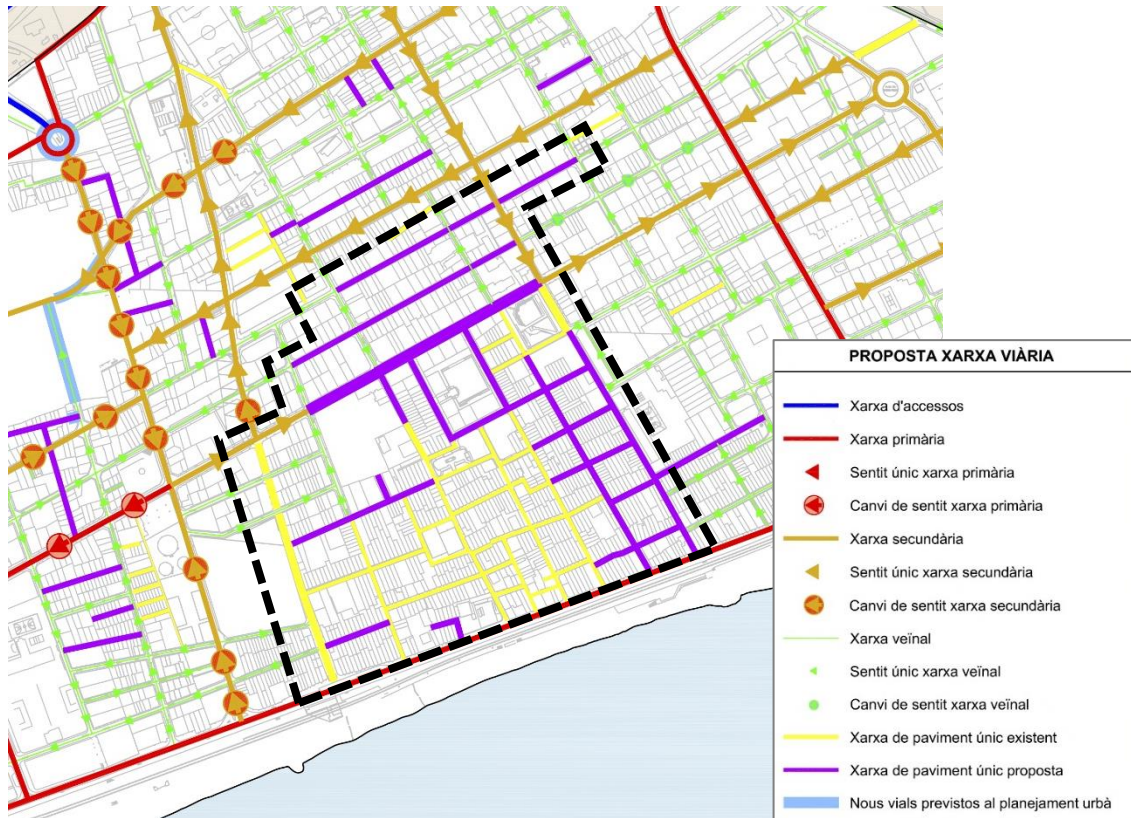 PROPOSTA XARXA VIÀRIA
Xarxa d'accessos
Xarxa primària
Sentit únic xarxa primària
Canvi de sentit xarxa primària
Xarxa secundària
Sentit únic xarxa secundària
Canvi de sentit xarxa secundària
Xarxa veïnal
Sentit únic xarxa veïnal
Canvi de sentit xarxa veïnal
Xarxa de paviment únic existent
Xarxa de paviment únic proposta
Nous vials previstos al planejament urbà